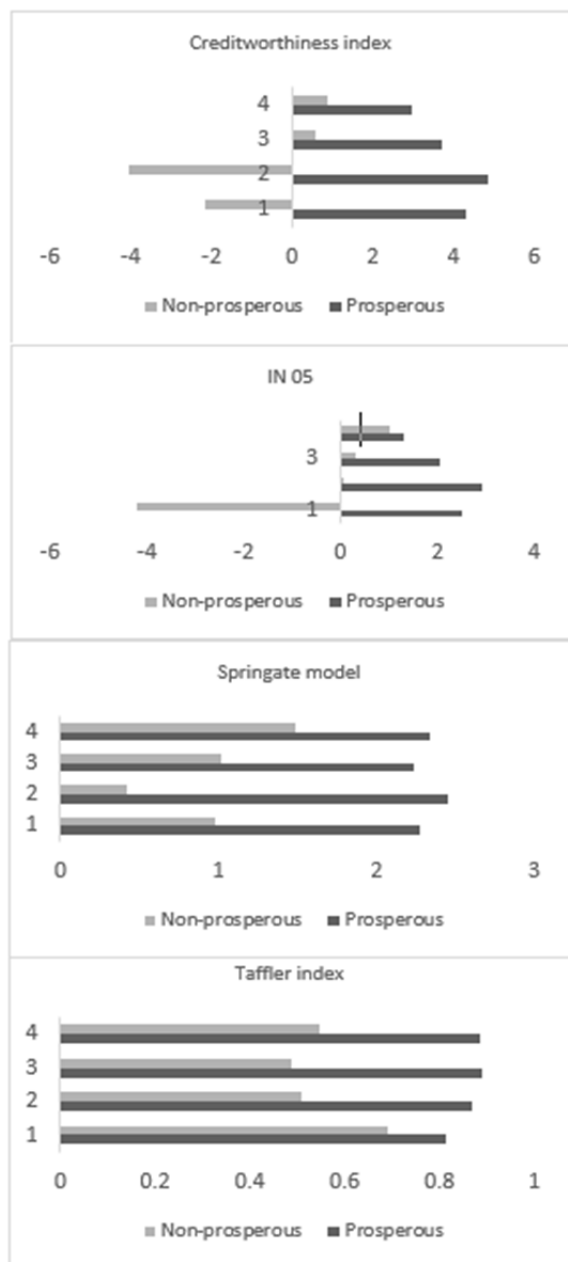 Creditworthiness index
4
3
2
1
-6 -4 -2 0 2 4 6
Non-prosperous Prosperous
IN 05
3
1
-6 -4 -2 0 2 4
Non-prosperous Prosperous
Springate model
4
3
2
1
0 1 2 3
Non-prosperous Prosperous
Taffler index
4
3
2
1
0 0.2 0.4 0.6 0.8 1
Non-prosperous Prosperous